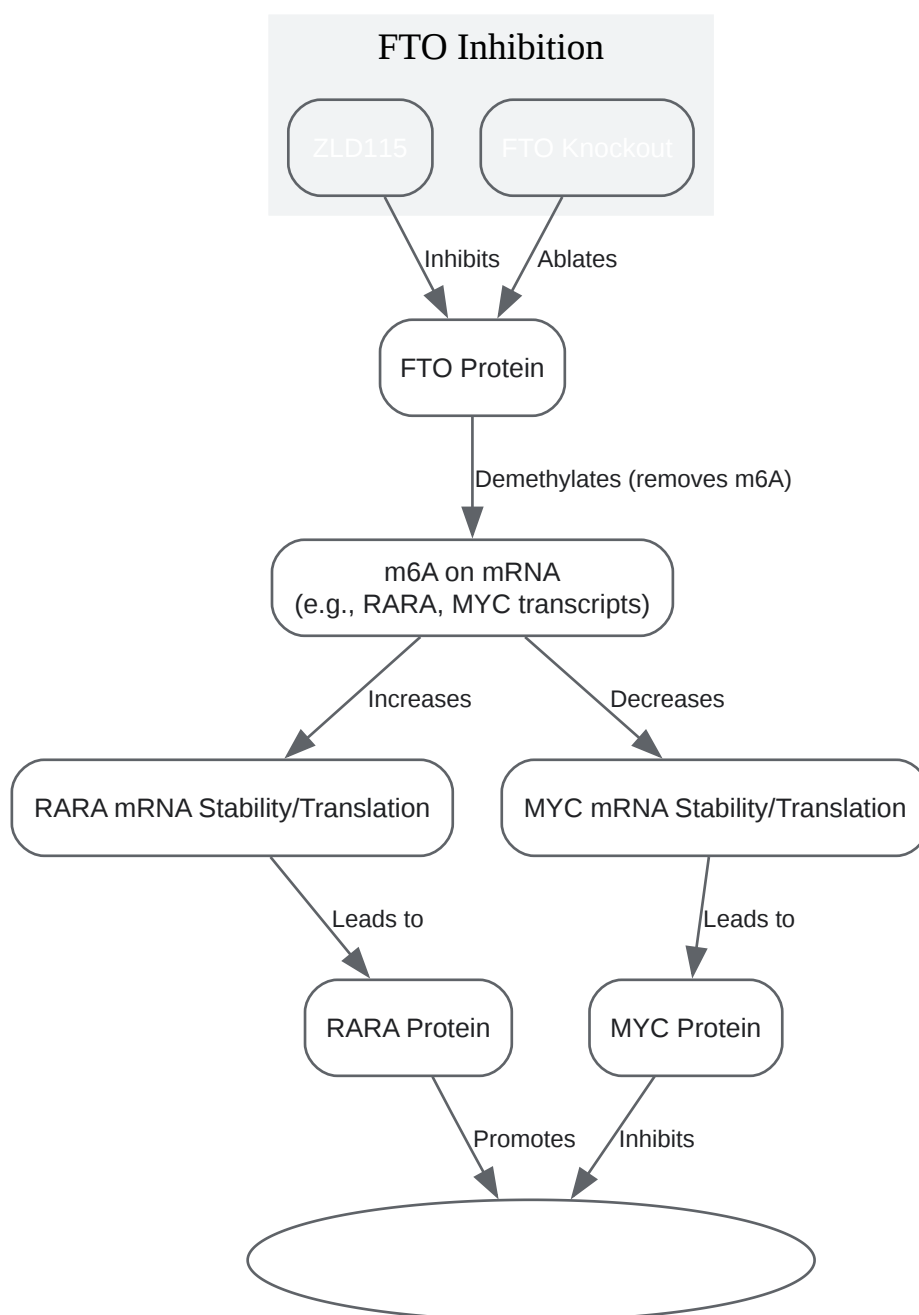 FTO Inhibition
ZLD115
FTO Knockout
Inhibits
Ablates
FTO Protein
Demethylates (removes m6A)
m6A on mRNA
(e.g., RARA, MYC transcripts)
Increases
Decreases
RARA mRNA Stability/Translation
MYC mRNA Stability/Translation
Leads to
Leads to
RARA Protein
MYC Protein
Promotes
Inhibits